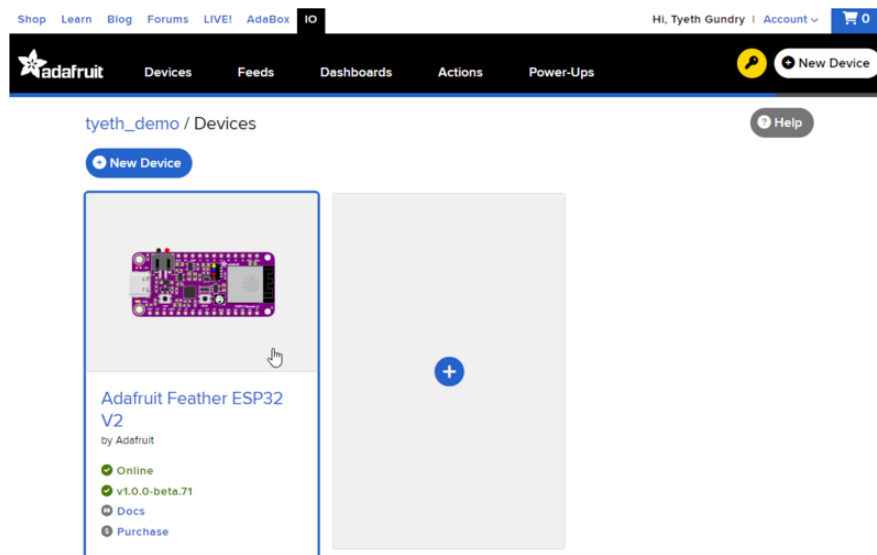 Shop Learn Blog Forums LIVE! AdaBox IO Hi, Tyeth Gundry | Account 0
adafruit Devices Feeds Dashboards Actions Power-Ups New Device
tyeth_demo / Devices Help
New Device
Adafruit Feather ESP32
V2
by Adafruit
Online
v1.0.0-beta.71
Docs
Purchase